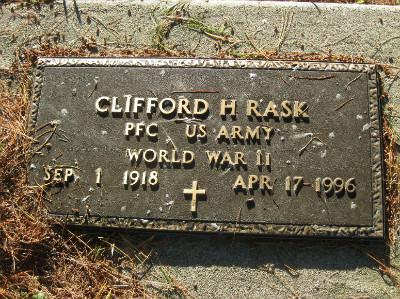 CLIFFORD H RASK
PFC US ARMY
WORLD WAR II
SEP 1 1918 APR 17 1996